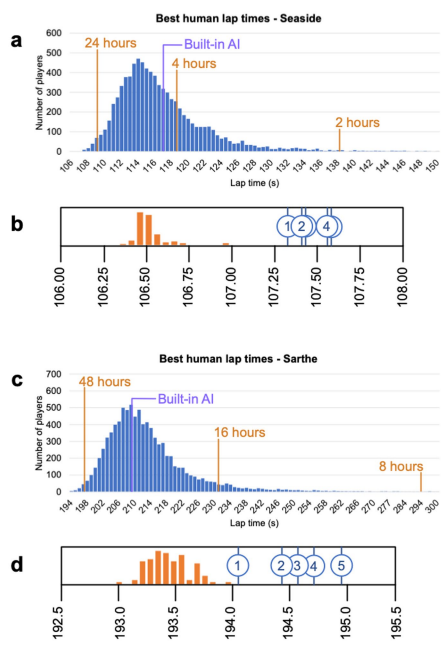 Best human lap times - Seaside
a
600
500
400
300
200
100
0
Number of players
24 hours
Built-in AI
4 hours
2 hours
106 108 110 112 114 116 118 120 122 124 126 128 130 132 134 136 138 140 142 144 146 148 150
Lap time (s)
b
1 2 4
106.00 106.25 106.50 106.75 107.00 107.25 107.50 107.75 108.00
Best human lap times - Sarthe
c
700
600
500
400
300
200
100
0
Number of players
48 hours
Built-in AI
16 hours
8 hours
194 198 202 206 210 214 218 222 226 230 234 238 242 246 250 254 258 262 266 270 277 284 294 300
Lap time (s)
d
1 2 3 4 5
192.5 193.0 193.5 194.0 194.5 195.0 195.5